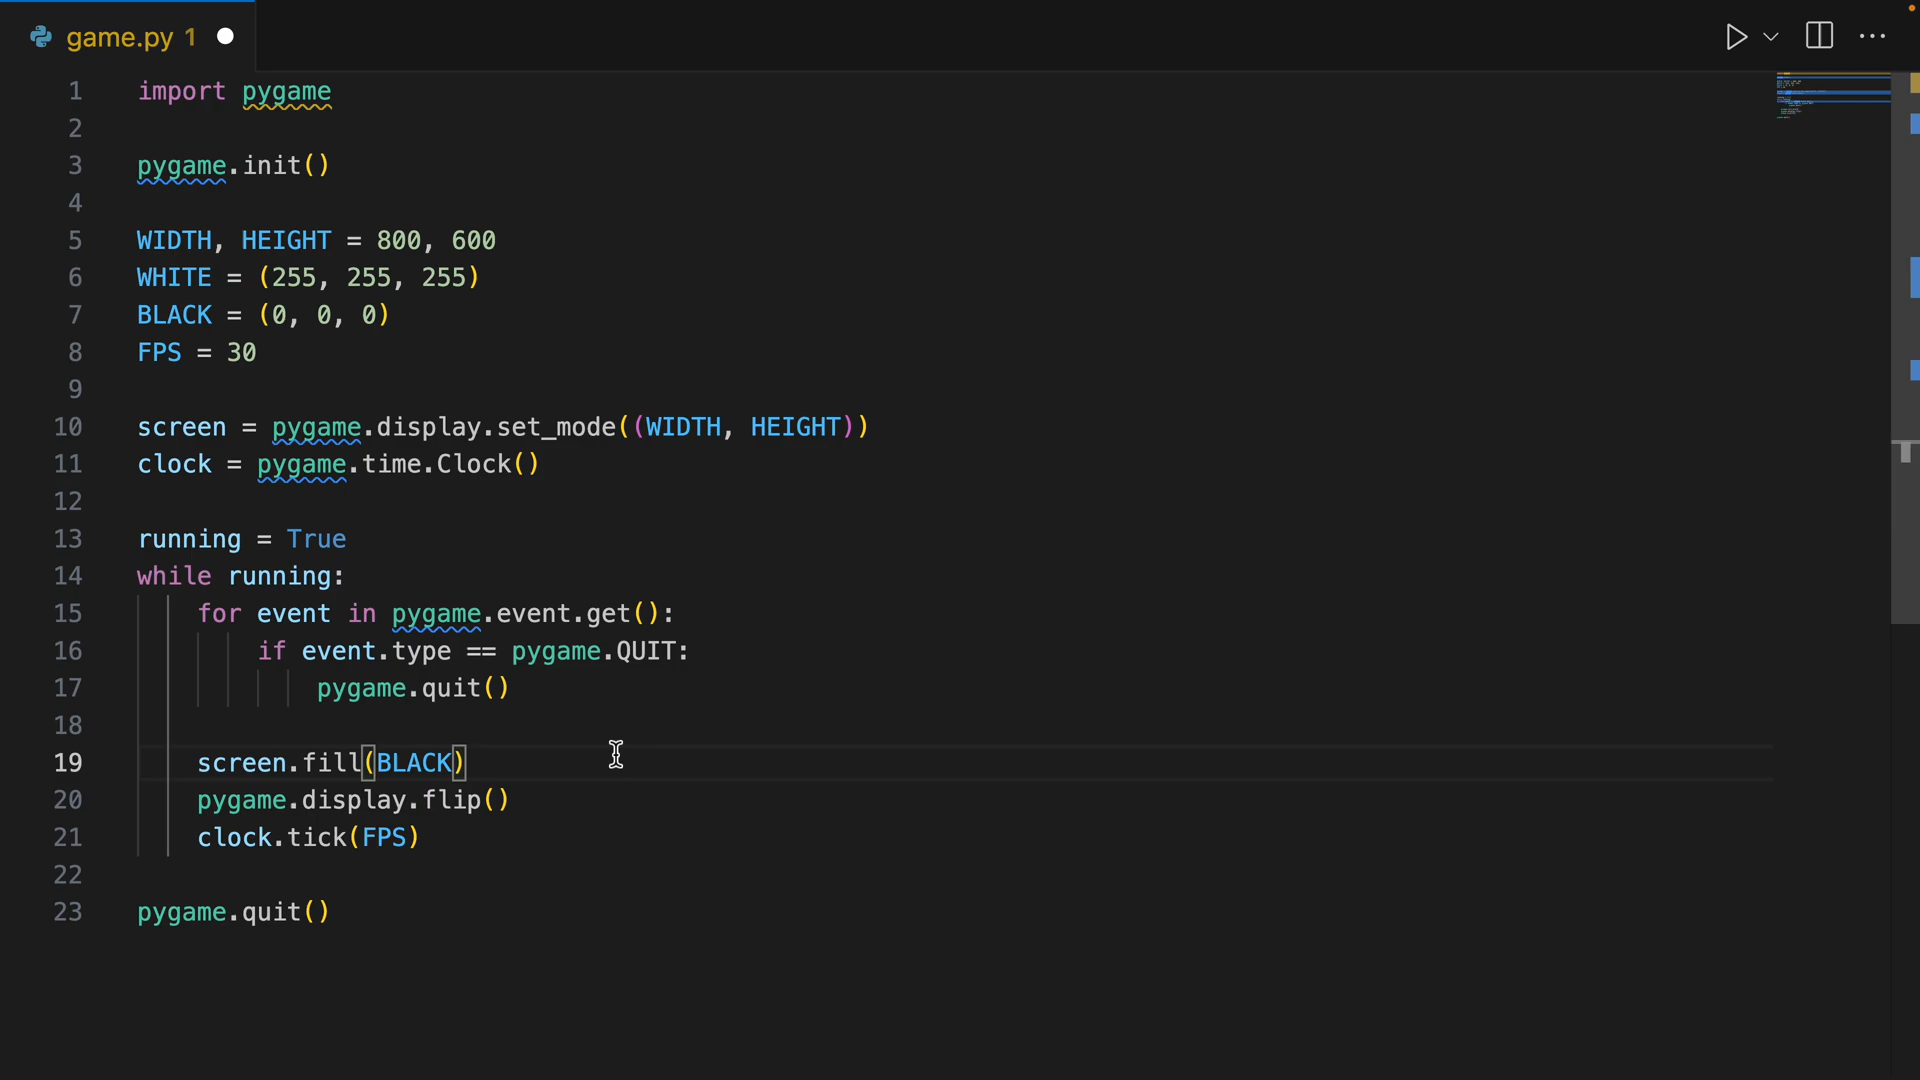 game.py 1
1 import pygame
2
3 pygame.init()
4
5 WIDTH, HEIGHT = 800, 600
6 WHITE = (255, 255, 255)
7 BLACK = (0, 0, 0)
8 FPS = 30
9
10 screen = pygame.display.set_mode((WIDTH, HEIGHT))
11 clock = pygame.time.Clock()
12
13 running = True
14 while running:
15     for event in pygame.event.get():
16         if event.type == pygame.QUIT:
17             pygame.quit()
18
19     screen.fill(BLACK)
20     pygame.display.flip()
21     clock.tick(FPS)
22
23 pygame.quit()